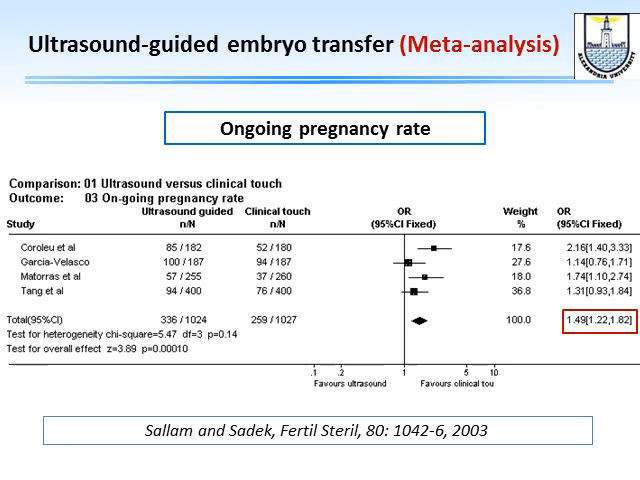 Ultrasound-guided embryo transfer (Meta-analysis)
ALEXANDRIA UNIVERSITY
Ongoing pregnancy rate
Comparison: 01 Ultrasound versus clinical touch
Outcome: 03 On-going pregnancy rate
Ultrasound guided Clinical touch OR Weight OR
Study n/N n/N (95%CI Fixed) % (95%CI Fixed)
Coroleu et al 85 / 182 52 / 180 17.6 2.16[1.40,3.33]
Garcia-Velasco 100 / 187 94 / 187 27.6 1.14[0.76,1.71]
Matorras et al 57 / 255 37 / 260 18.0 1.74[1.10,2.74]
Tang et al 94 / 400 76 / 400 36.8 1.31[0.93,1.84]
Total(95%CI) 336 / 1024 259 / 1027 100.0 1.49[1.22,1.82]
Test for heterogeneity chi-square=5.47 df=3 p=0.14
Test for overall effect z=3.89 p=0.00010
.1 .2 1 5 10
Favours ultrasound Favours clinical tou
Sallam and Sadek, Fertil Steril, 80: 1042-6, 2003